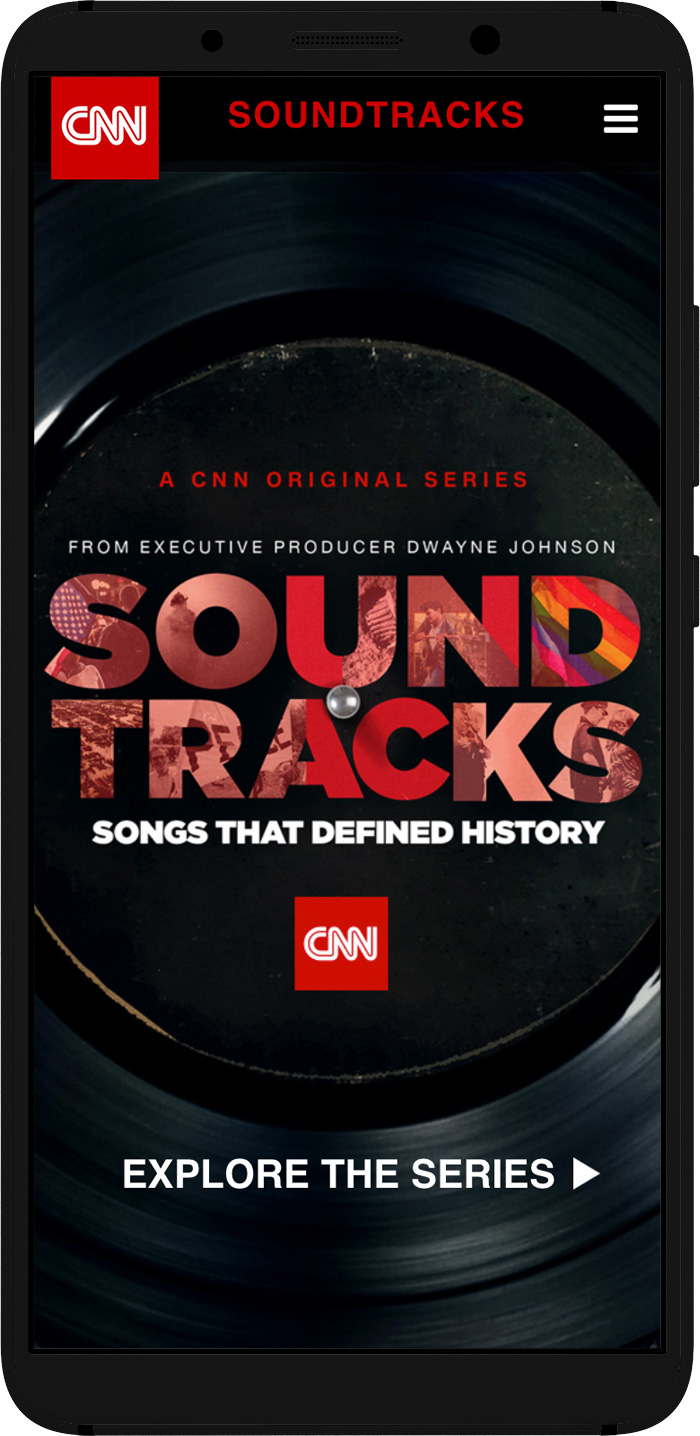 CNN
SOUNDTRACKS
A CNN ORIGINAL SERIES
FROM EXECUTIVE PRODUCER DWAYNE JOHNSON
SOUND
TRACKS
SONGS THAT DEFINED HISTORY
CNN
EXPLORE THE SERIES